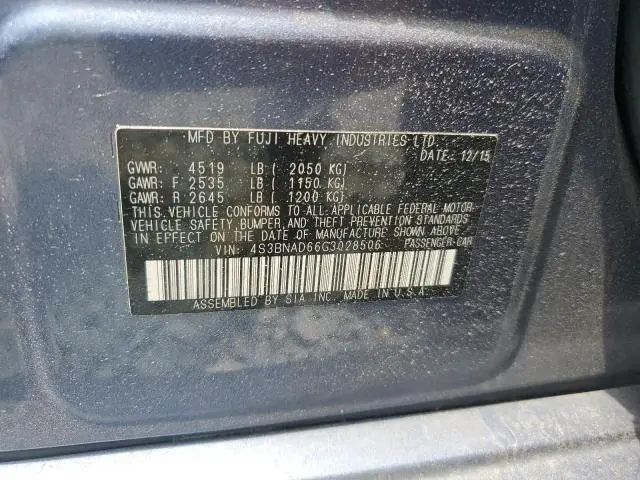 MFD BY FUJI HEAVY INDUSTRIES LTD.
DATE: 12/15
GVWR: 4519 LB ( 2050 KG)
GAWR: F 2535 LB ( 1150 KG)
GAWR: R 2645 LB ( 1200 KG)
THIS VEHICLE CONFORMS TO ALL APPLICABLE FEDERAL MOTOR
VEHICLE SAFETY, BUMPER, AND THEFT PREVENTION STANDARDS
IN EFFECT ON THE DATE OF MANUFACTURE SHOWN ABOVE.
VIN: 4S3BNAD66G3028506 PASSENGER-CAR
ASSEMBLED BY SIA INC. MADE IN U.S.A.